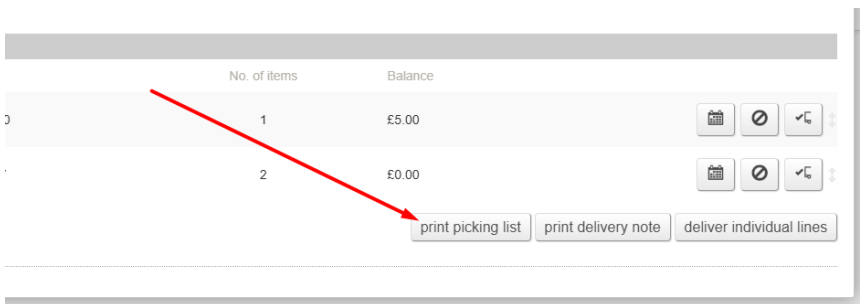 No. of items Balance
0 1 £5.00
2 £0.00
print picking list print delivery note deliver individual lines